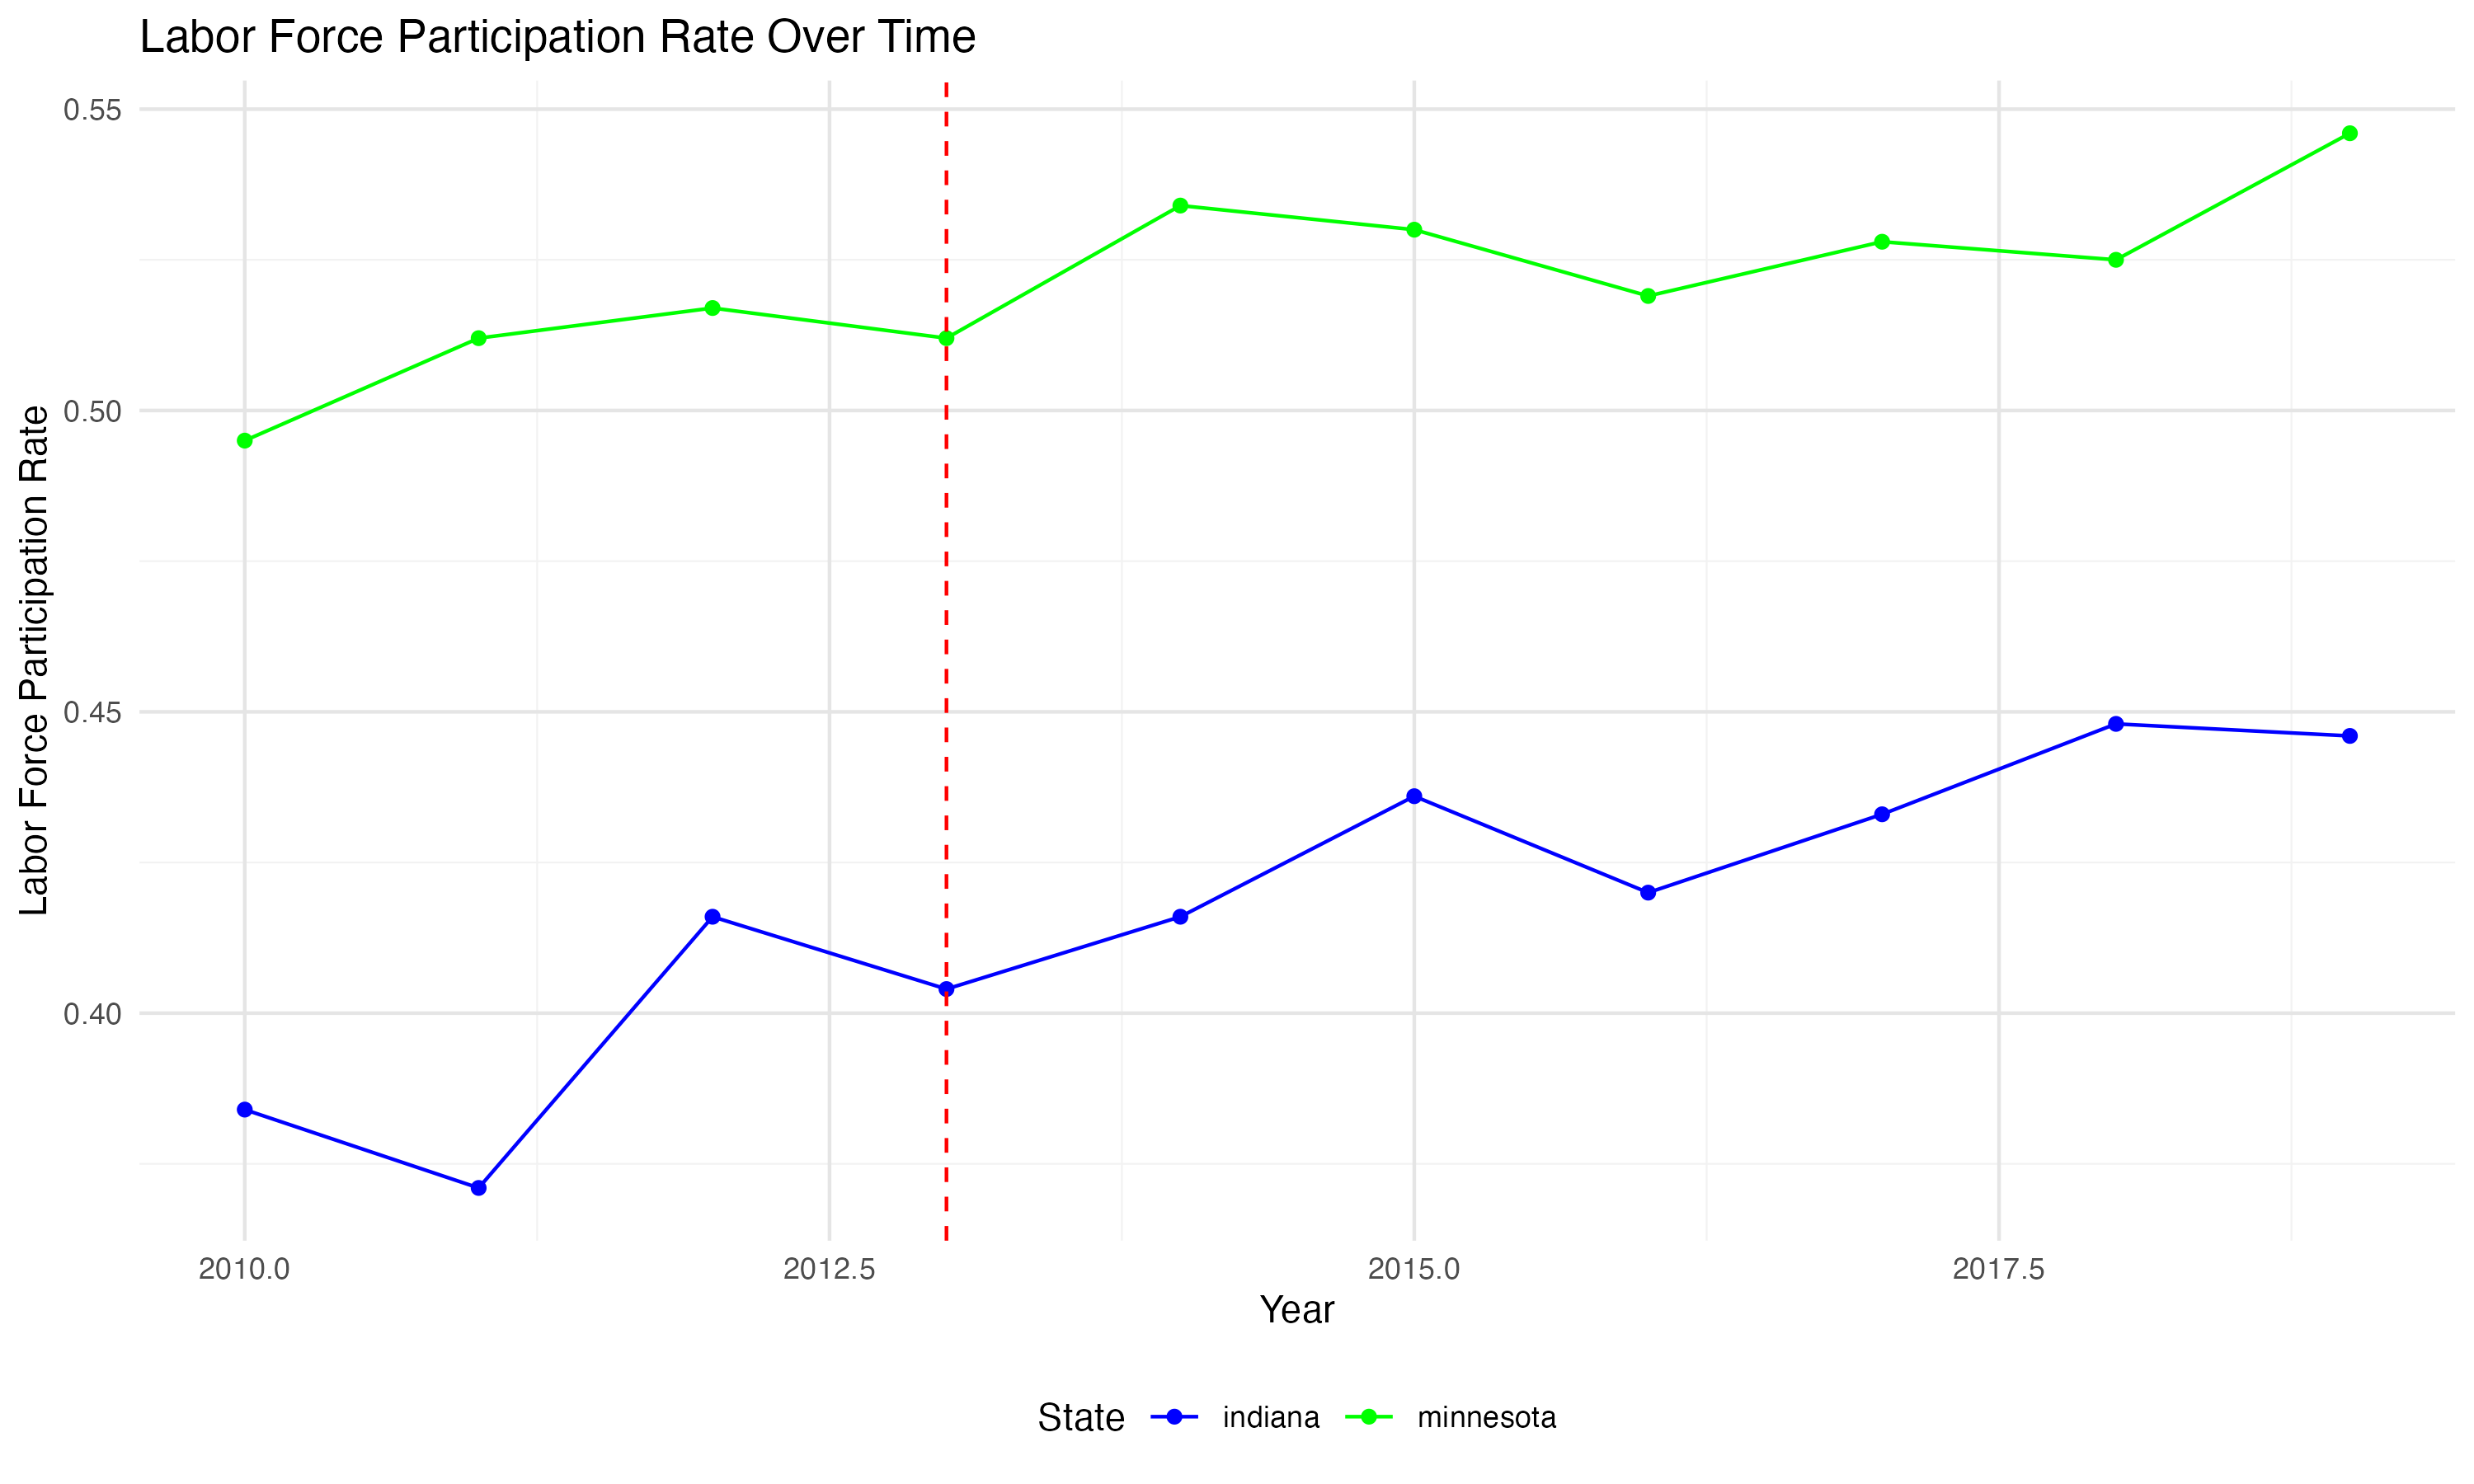 Labor Force Participation Rate Over Time
Labor Force Participation Rate
0.55
0.50
0.45
0.40
2010.0 2012.5 2015.0 2017.5
Year
State indiana minnesota